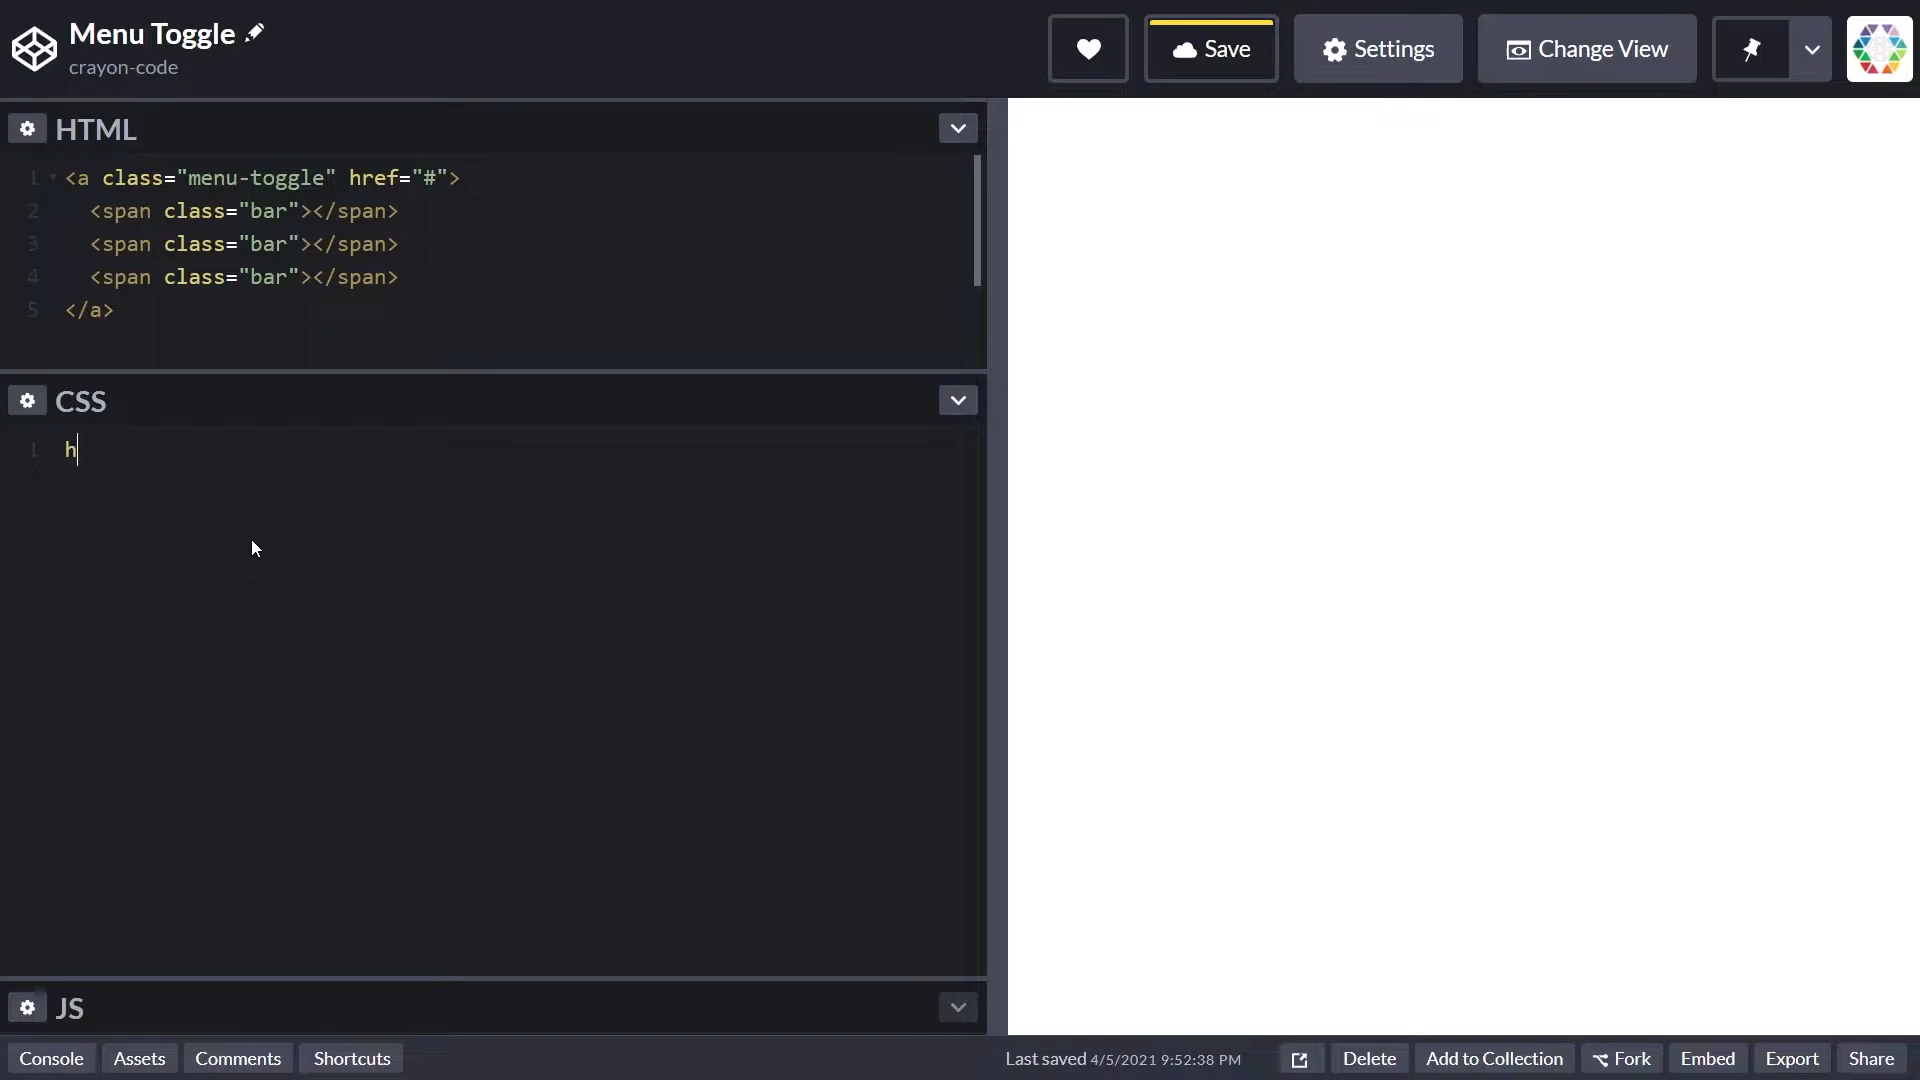 Menu Toggle
crayon-code
Save
Settings
Change View
HTML
1 <a class="menu-toggle" href="#">
2   <span class="bar"></span>
3   <span class="bar"></span>
4   <span class="bar"></span>
5 </a>
CSS
1 h
JS
Console Assets Comments Shortcuts Last saved 4/5/2021 9:52:38 PM Delete Add to Collection Fork Embed Export Share